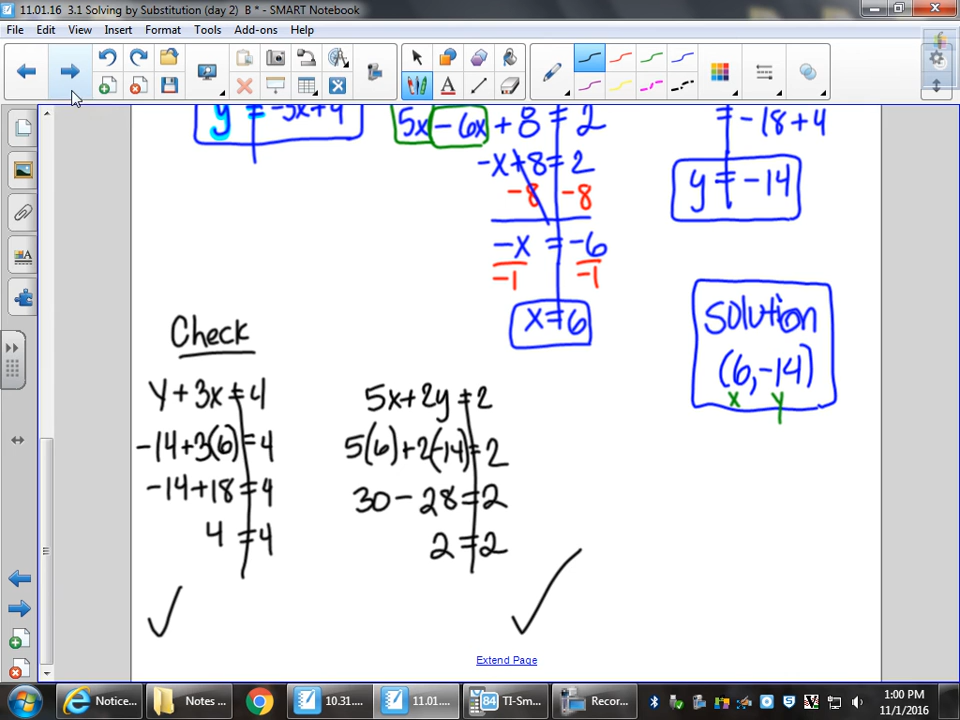 11.01.16 3.1 Solving by Substitution (day 2) B * - SMART Notebook
File Edit View Insert Format Tools Add-ons Help
y = -3x+4
5x - 6x + 8 = 2
-x + 8 = 2
-8 -8
-x = -6
-1 -1
x = 6
= -18 + 4
y = -14
Solution
(6, -14)
x y
Check
y + 3x = 4
-14 + 3(6) = 4
-14 + 18 = 4
4 = 4
5x + 2y = 2
5(6) + 2(-14) = 2
30 - 28 = 2
2 = 2
Extend Page
Notice...
Notes ...
10.31....
11.01....
TI-Sm...
Recor...
1:00 PM
11/1/2016